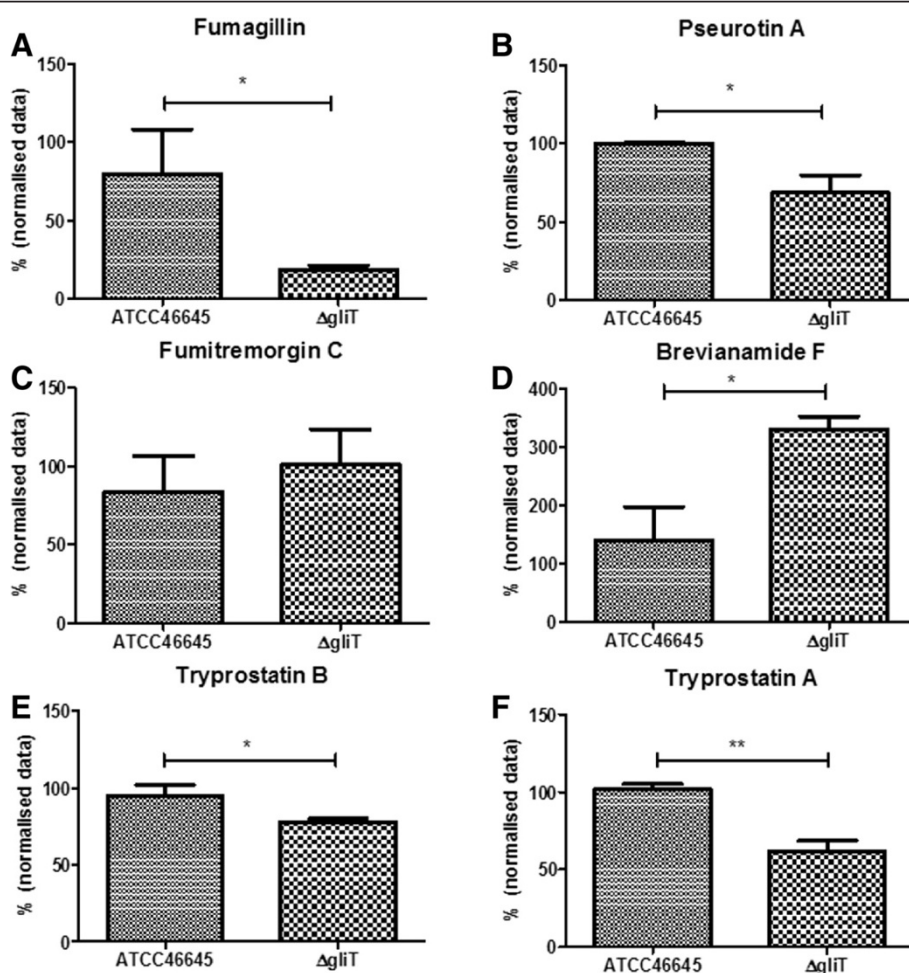 A
Fumagillin
% (normalised data)
150
100
50
0
*
ATCC46645
ΔgliT
B
Pseurotin A
% (normalised data)
150
100
50
0
*
ATCC46645
ΔgliT
C
Fumitremorgin C
% (normalised data)
150
100
50
0
ATCC46645
ΔgliT
D
Brevianamide F
% (normalised data)
400
300
200
100
0
*
ATCC46645
ΔgliT
E
Tryprostatin B
% (normalised data)
150
100
50
0
*
ATCC46645
ΔgliT
F
Tryprostatin A
% (normalised data)
150
100
50
0
**
ATCC46645
ΔgliT